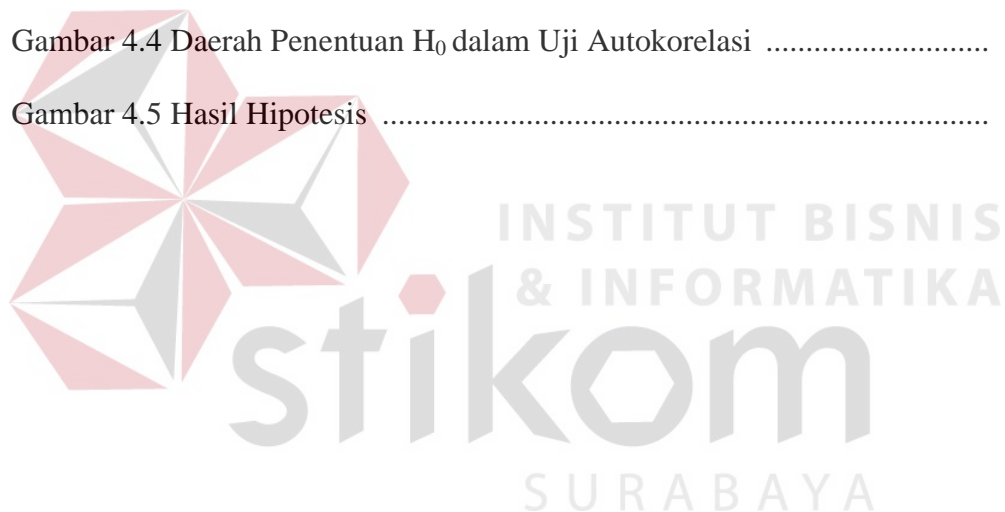 Gambar 4.4 Daerah Penentuan H₀ dalam Uji Autokorelasi ............................
Gambar 4.5 Hasil Hipotesis ............................................................................
INSTITUT BISNIS
& INFORMATIKA
stikom
SURABAYA